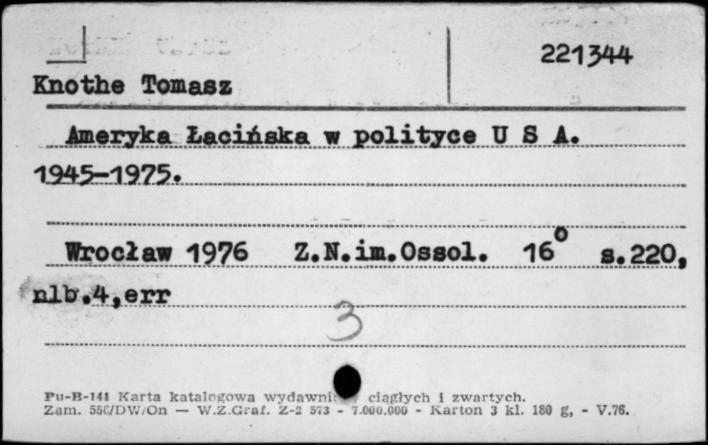 221344
Knothe Tomasz
Ameryka Łacińska w polityce U S A.
1945-1975.
Wrocław 1976 Z.N.im.Ossol. 16° s.220,
nlb.4,err
3
Pu-B-141 Karta katalogowa ciągłych i zwartych.
Zam. 556/DW/On — W.Z.Graf. Z-2 573 - 7.000.000 - Karton 3 kl. 180 g, - V.76.